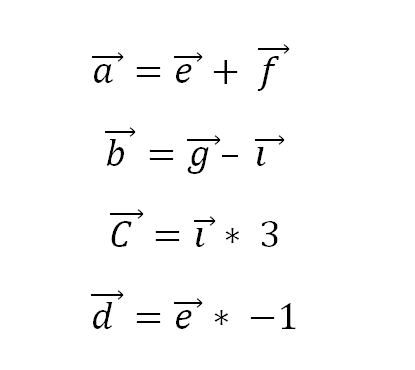 a⃗ = e⃗ + f⃗
b⃗ = g⃗ – ı⃗
C⃗ = ı⃗ * 3
d⃗ = e⃗ * −1